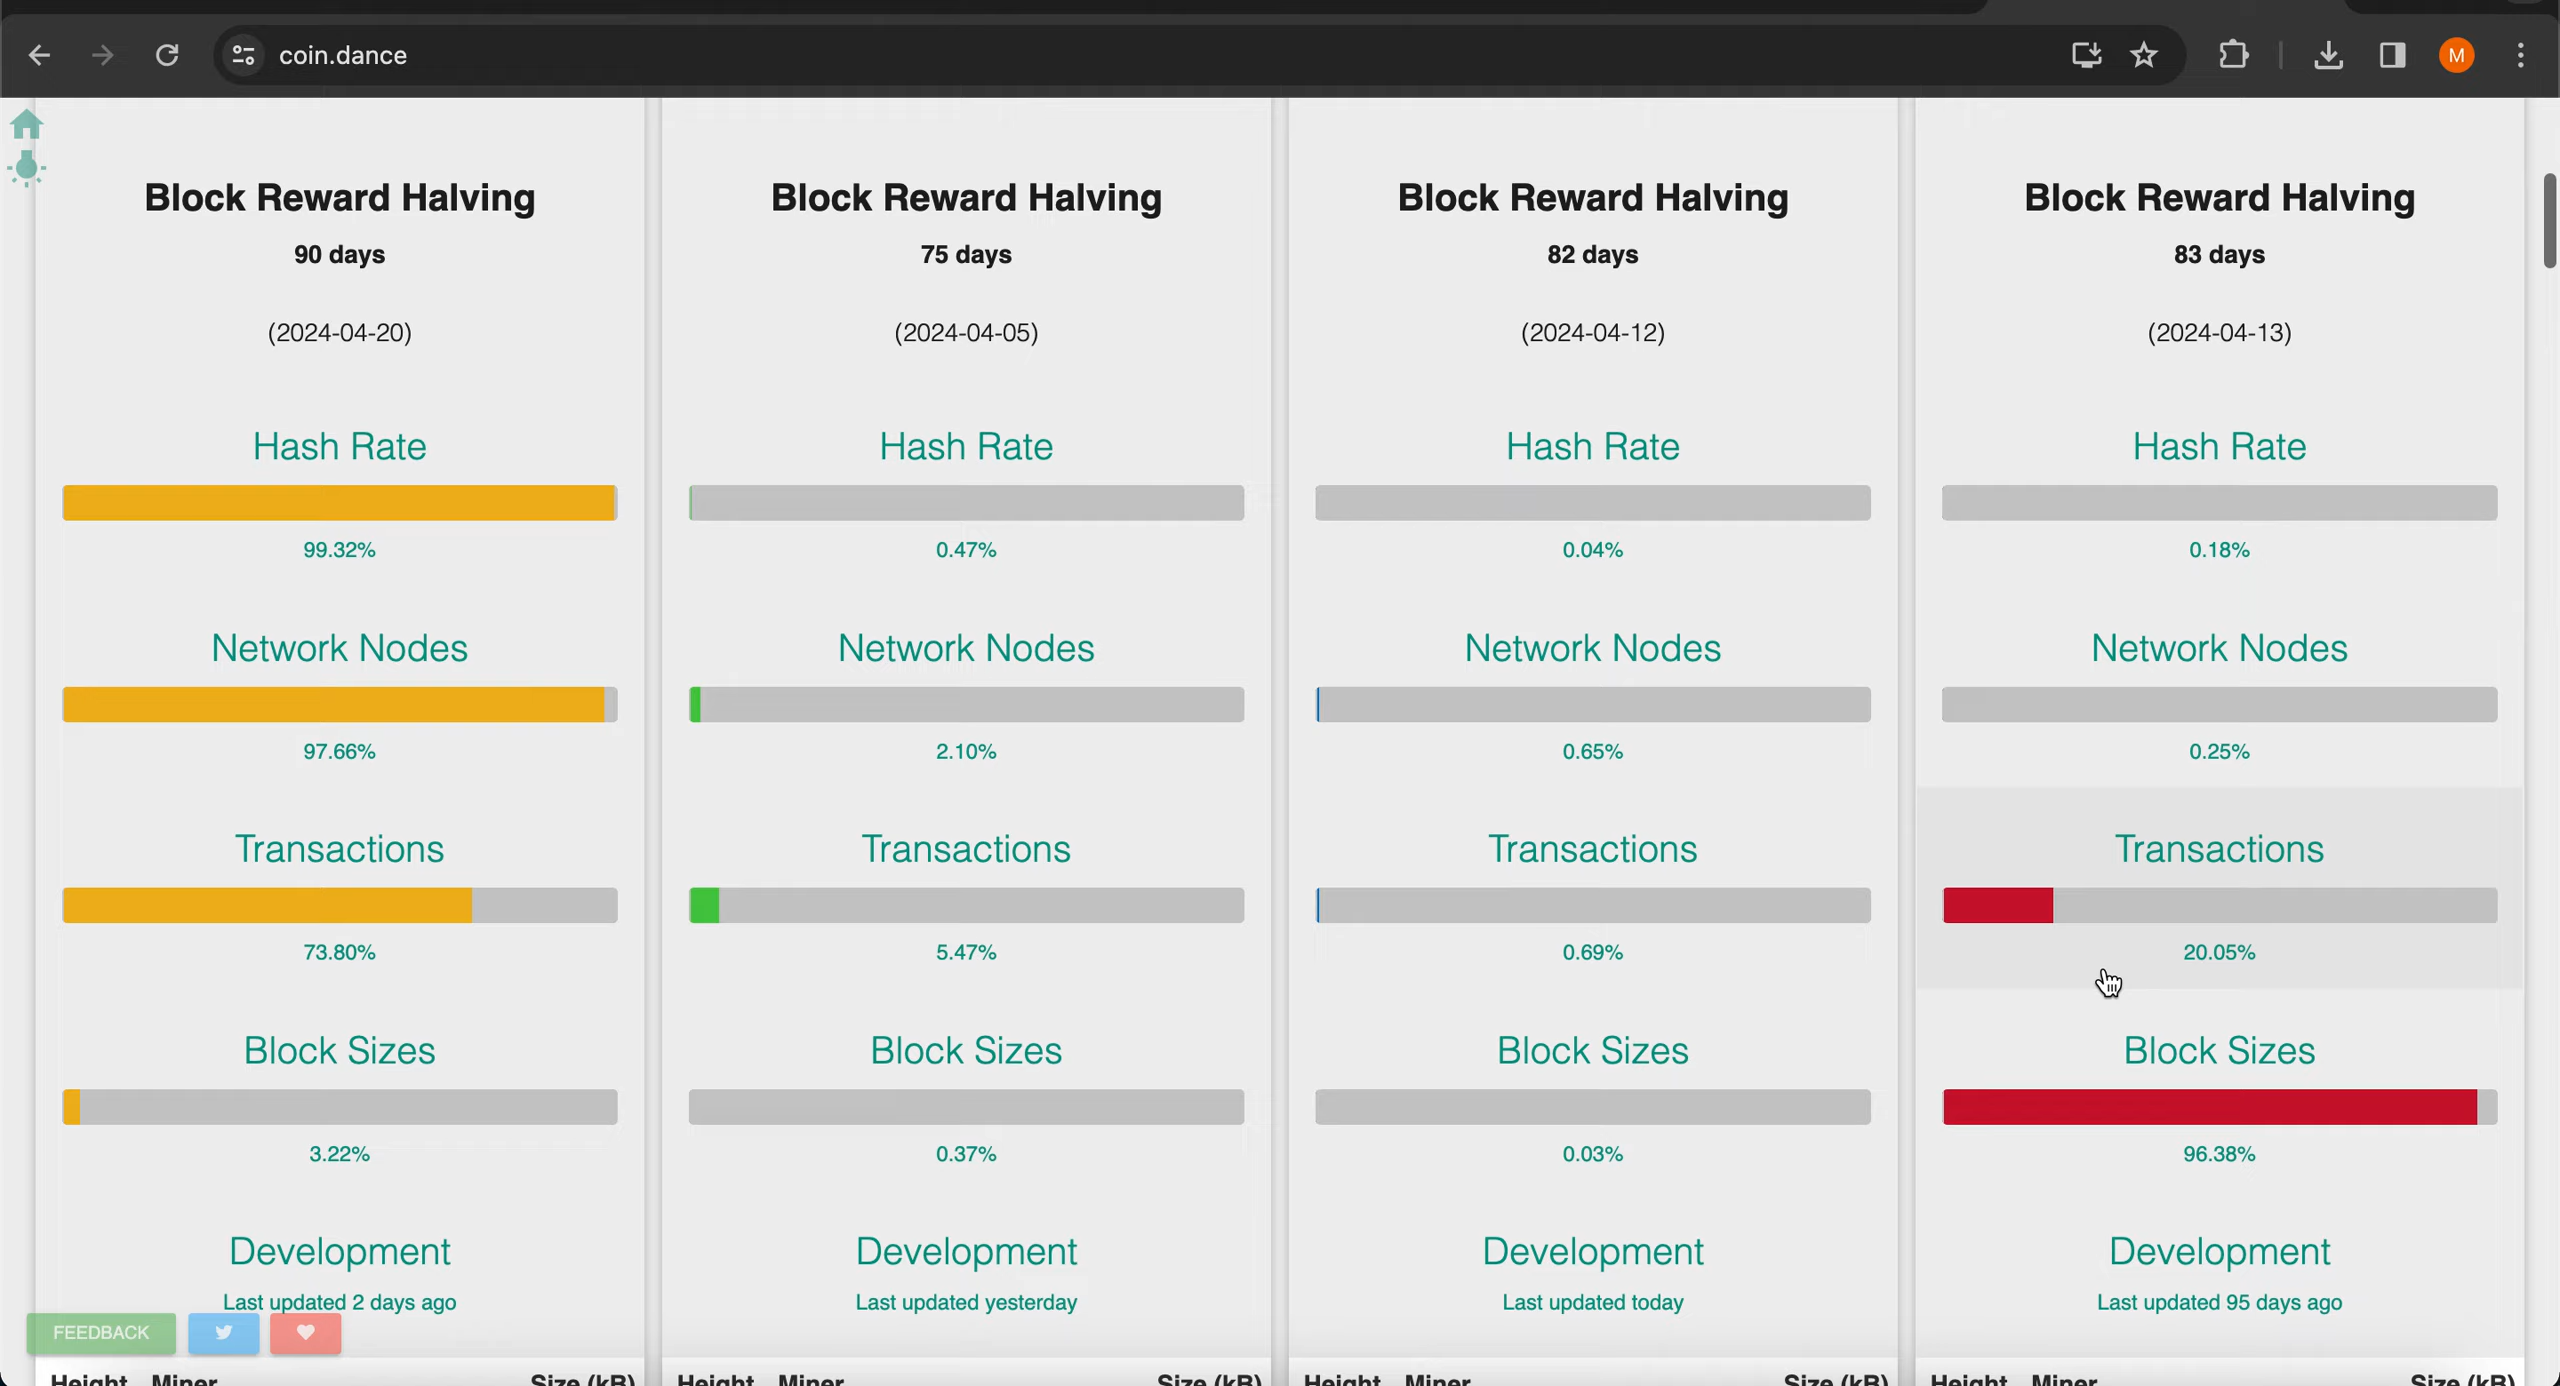 coin.dance
M
Block Reward Halving
90 days
(2024-04-20)
Hash Rate
99.32%
Network Nodes
97.66%
Transactions
73.80%
Block Sizes
3.22%
Development
Last updated 2 days ago
Block Reward Halving
75 days
(2024-04-05)
Hash Rate
0.47%
Network Nodes
2.10%
Transactions
5.47%
Block Sizes
0.37%
Development
Last updated yesterday
Block Reward Halving
82 days
(2024-04-12)
Hash Rate
0.04%
Network Nodes
0.65%
Transactions
0.69%
Block Sizes
0.03%
Development
Last updated today
Block Reward Halving
83 days
(2024-04-13)
Hash Rate
0.18%
Network Nodes
0.25%
Transactions
20.05%
Block Sizes
96.38%
Development
Last updated 95 days ago
FEEDBACK
Height Miner Size (kB)
Height Miner Size (kB)
Height Miner Size (kB)
Height Miner Size (kB)